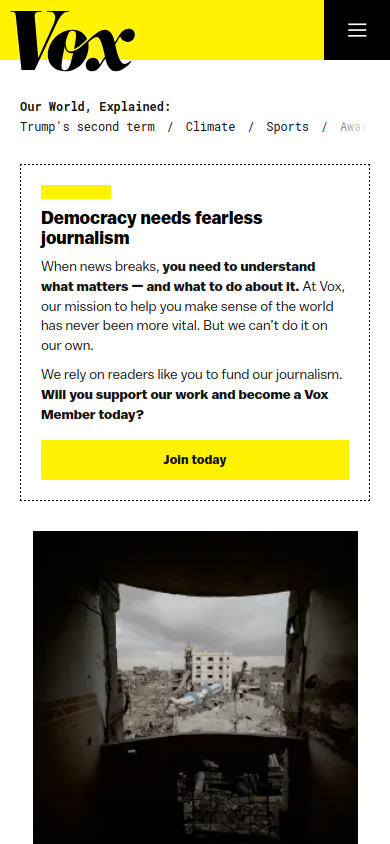 Vox
Our World, Explained:
Trump's second term / Climate / Sports /
Democracy needs fearless
journalism
When news breaks, you need to understand
what matters — and what to do about it. At Vox,
our mission to help you make sense of the world
has never been more vital. But we can't do it on
our own.
We rely on readers like you to fund our journalism.
Will you support our work and become a Vox
Member today?
Join today